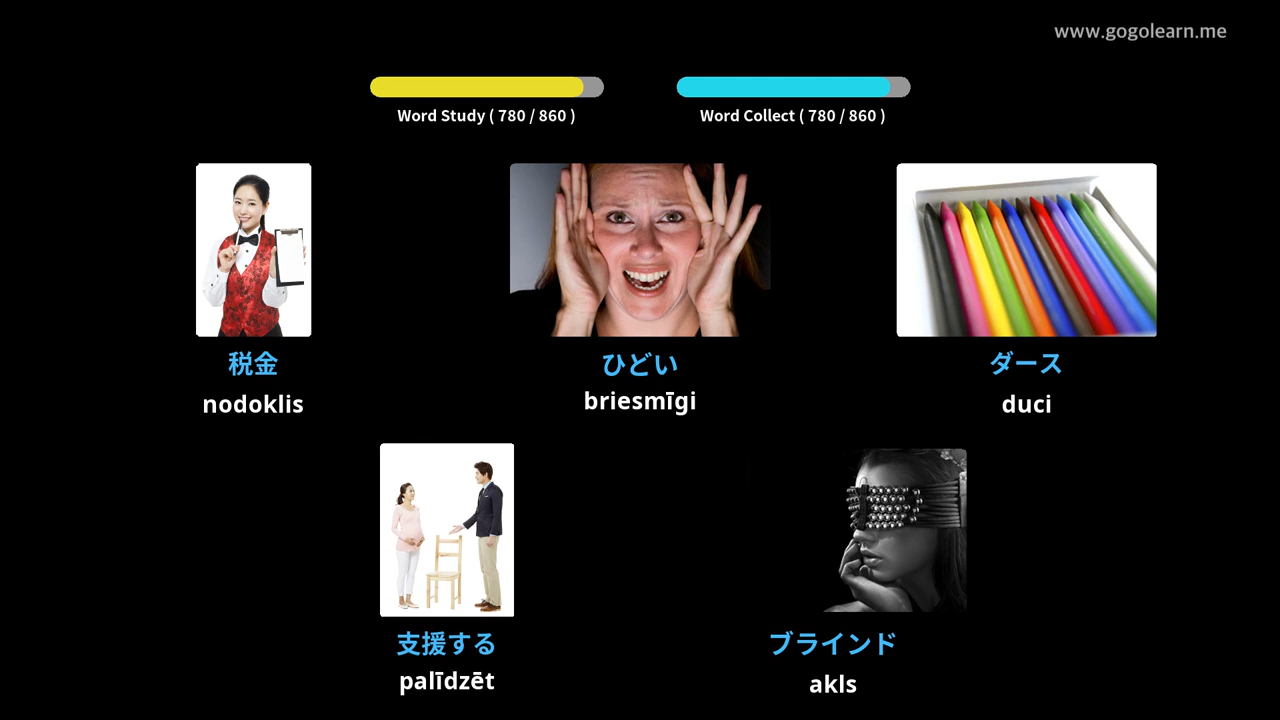 www.gogolearn.me
Word Study ( 780 / 860 )
Word Collect ( 780 / 860 )
税金
nodoklis
ひどい
briesmīgi
ダース
duci
支援する
palīdzēt
ブラインド
akls